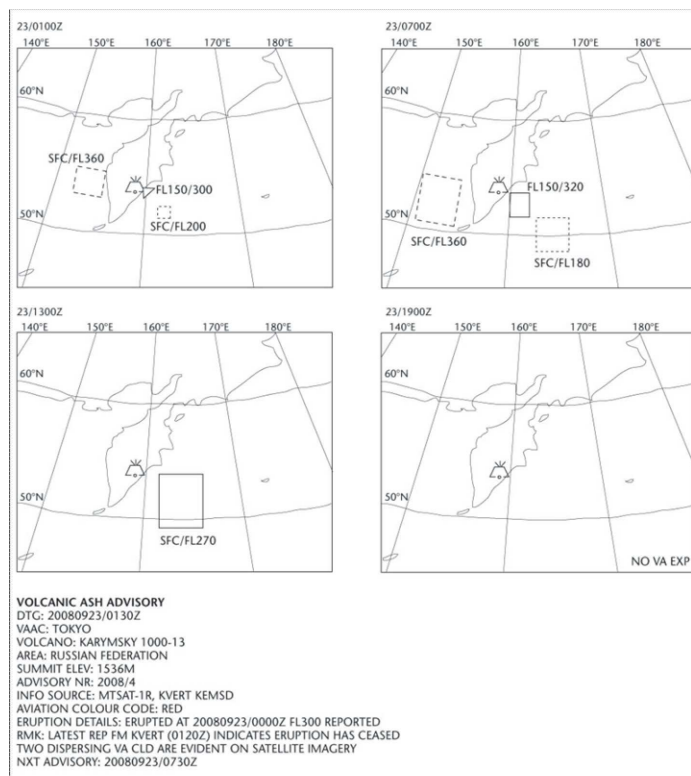 23/0100Z
140°E 150°E 160°E 170°E 180°E
60°N
SFC/FL360
FL150/300
50°N
SFC/FL200
23/0700Z
140°E 150°E 160°E 170°E 180°E
60°N
FL150/320
50°N
SFC/FL360
SFC/FL180
23/1300Z
140°E 150°E 160°E 170°E 180°E
60°N
50°N
SFC/FL270
23/1900Z
140°E 150°E 160°E 170°E 180°E
60°N
50°N
NO VA EXP
VOLCANIC ASH ADVISORY
DTG: 20080923/0130Z
VAAC: TOKYO
VOLCANO: KARYMSKY 1000-13
AREA: RUSSIAN FEDERATION
SUMMIT ELEV: 1536M
ADVISORY NR: 2008/4
INFO SOURCE: MTSAT-1R, KVERT KEMSD
AVIATION COLOUR CODE: RED
ERUPTION DETAILS: ERUPTED AT 20080923/0000Z FL300 REPORTED
RMK: LATEST REP FM KVERT (0120Z) INDICATES ERUPTION HAS CEASED
TWO DISPERSING VA CLD ARE EVIDENT ON SATELLITE IMAGERY
NXT ADVISORY: 20080923/0730Z